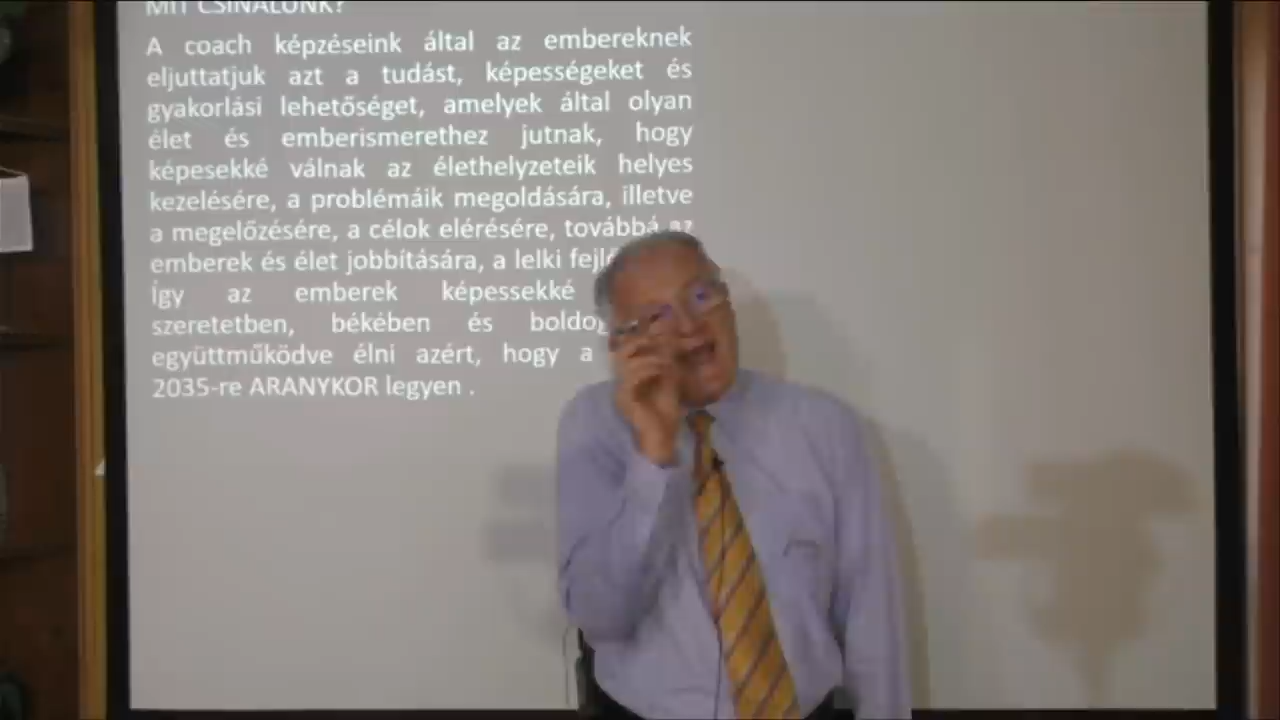 MIT CSINÁLUNK?
A coach képzéseink által az embereknek
eljuttatjuk azt a tudást, képességeket és
gyakorlási lehetőséget, amelyek által olyan
élet és emberismerethez jutnak, hogy
képesekké válnak az élethelyzeteik helyes
kezelésére, a problémáik megoldására, illetve
a megelőzésére, a célok elérésére, továbbá az
emberek és élet jobbítására, a lelki
Így az emberek képessekké
szeretetben, békében és
együttműködve élni azért, hogy a
2035-re ARANYKOR legyen .